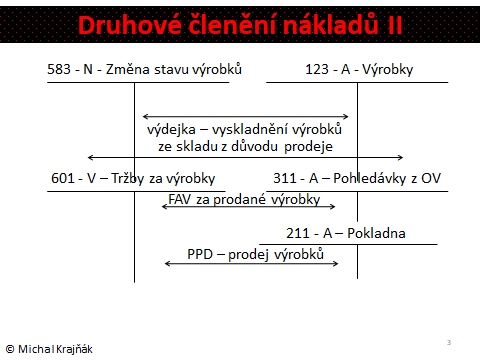 Druhové členění nákladů II
583 - N - Změna stavu výrobků
123 - A - Výrobky
výdejka – vyskladnění výrobků
ze skladu z důvodu prodeje
601 - V – Tržby za výrobky
311 - A – Pohledávky z OV
FAV za prodané výrobky
211 - A – Pokladna
PPD – prodej výrobků
© Michal Krajňák
3